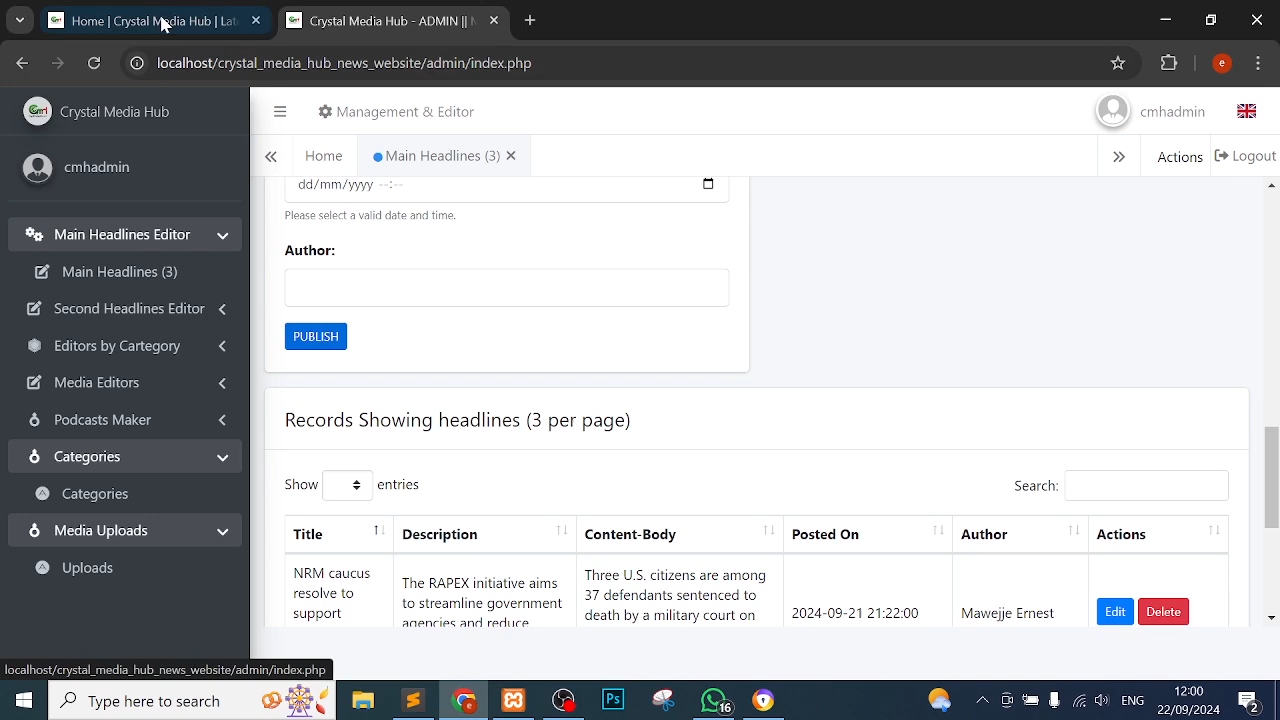 Home | Crystal Media Hub | Lat
Crystal Media Hub - ADMIN ||
localhost/crystal_media_hub_news_website/admin/index.php
e
Crystal Media Hub
Management & Editor
cmhadmin
cmhadmin
Home
Main Headlines (3)
Actions
Logout
Main Headlines Editor
Main Headlines (3)
Second Headlines Editor
Editors by Cartegory
Media Editors
Podcasts Maker
Categories
Categories
Media Uploads
Uploads
dd/mm/yyyy --:--
Please select a valid date and time.
Author:
PUBLISH
Records Showing headlines (3 per page)
Show entries
Search:
Title Description Content-Body Posted On Author Actions
NRM caucus
resolve to
support
The RAPEX initiative aims
to streamline government
agencies and reduce
Three U.S. citizens are among
37 defendants sentenced to
death by a military court on
2024-09-21 21:22:00
Mawejje Ernest
Edit Delete
localhost/crystal_media_hub_news_website/admin/index.php
Type here to search
Ps
16
ENG
12:00
22/09/2024
2